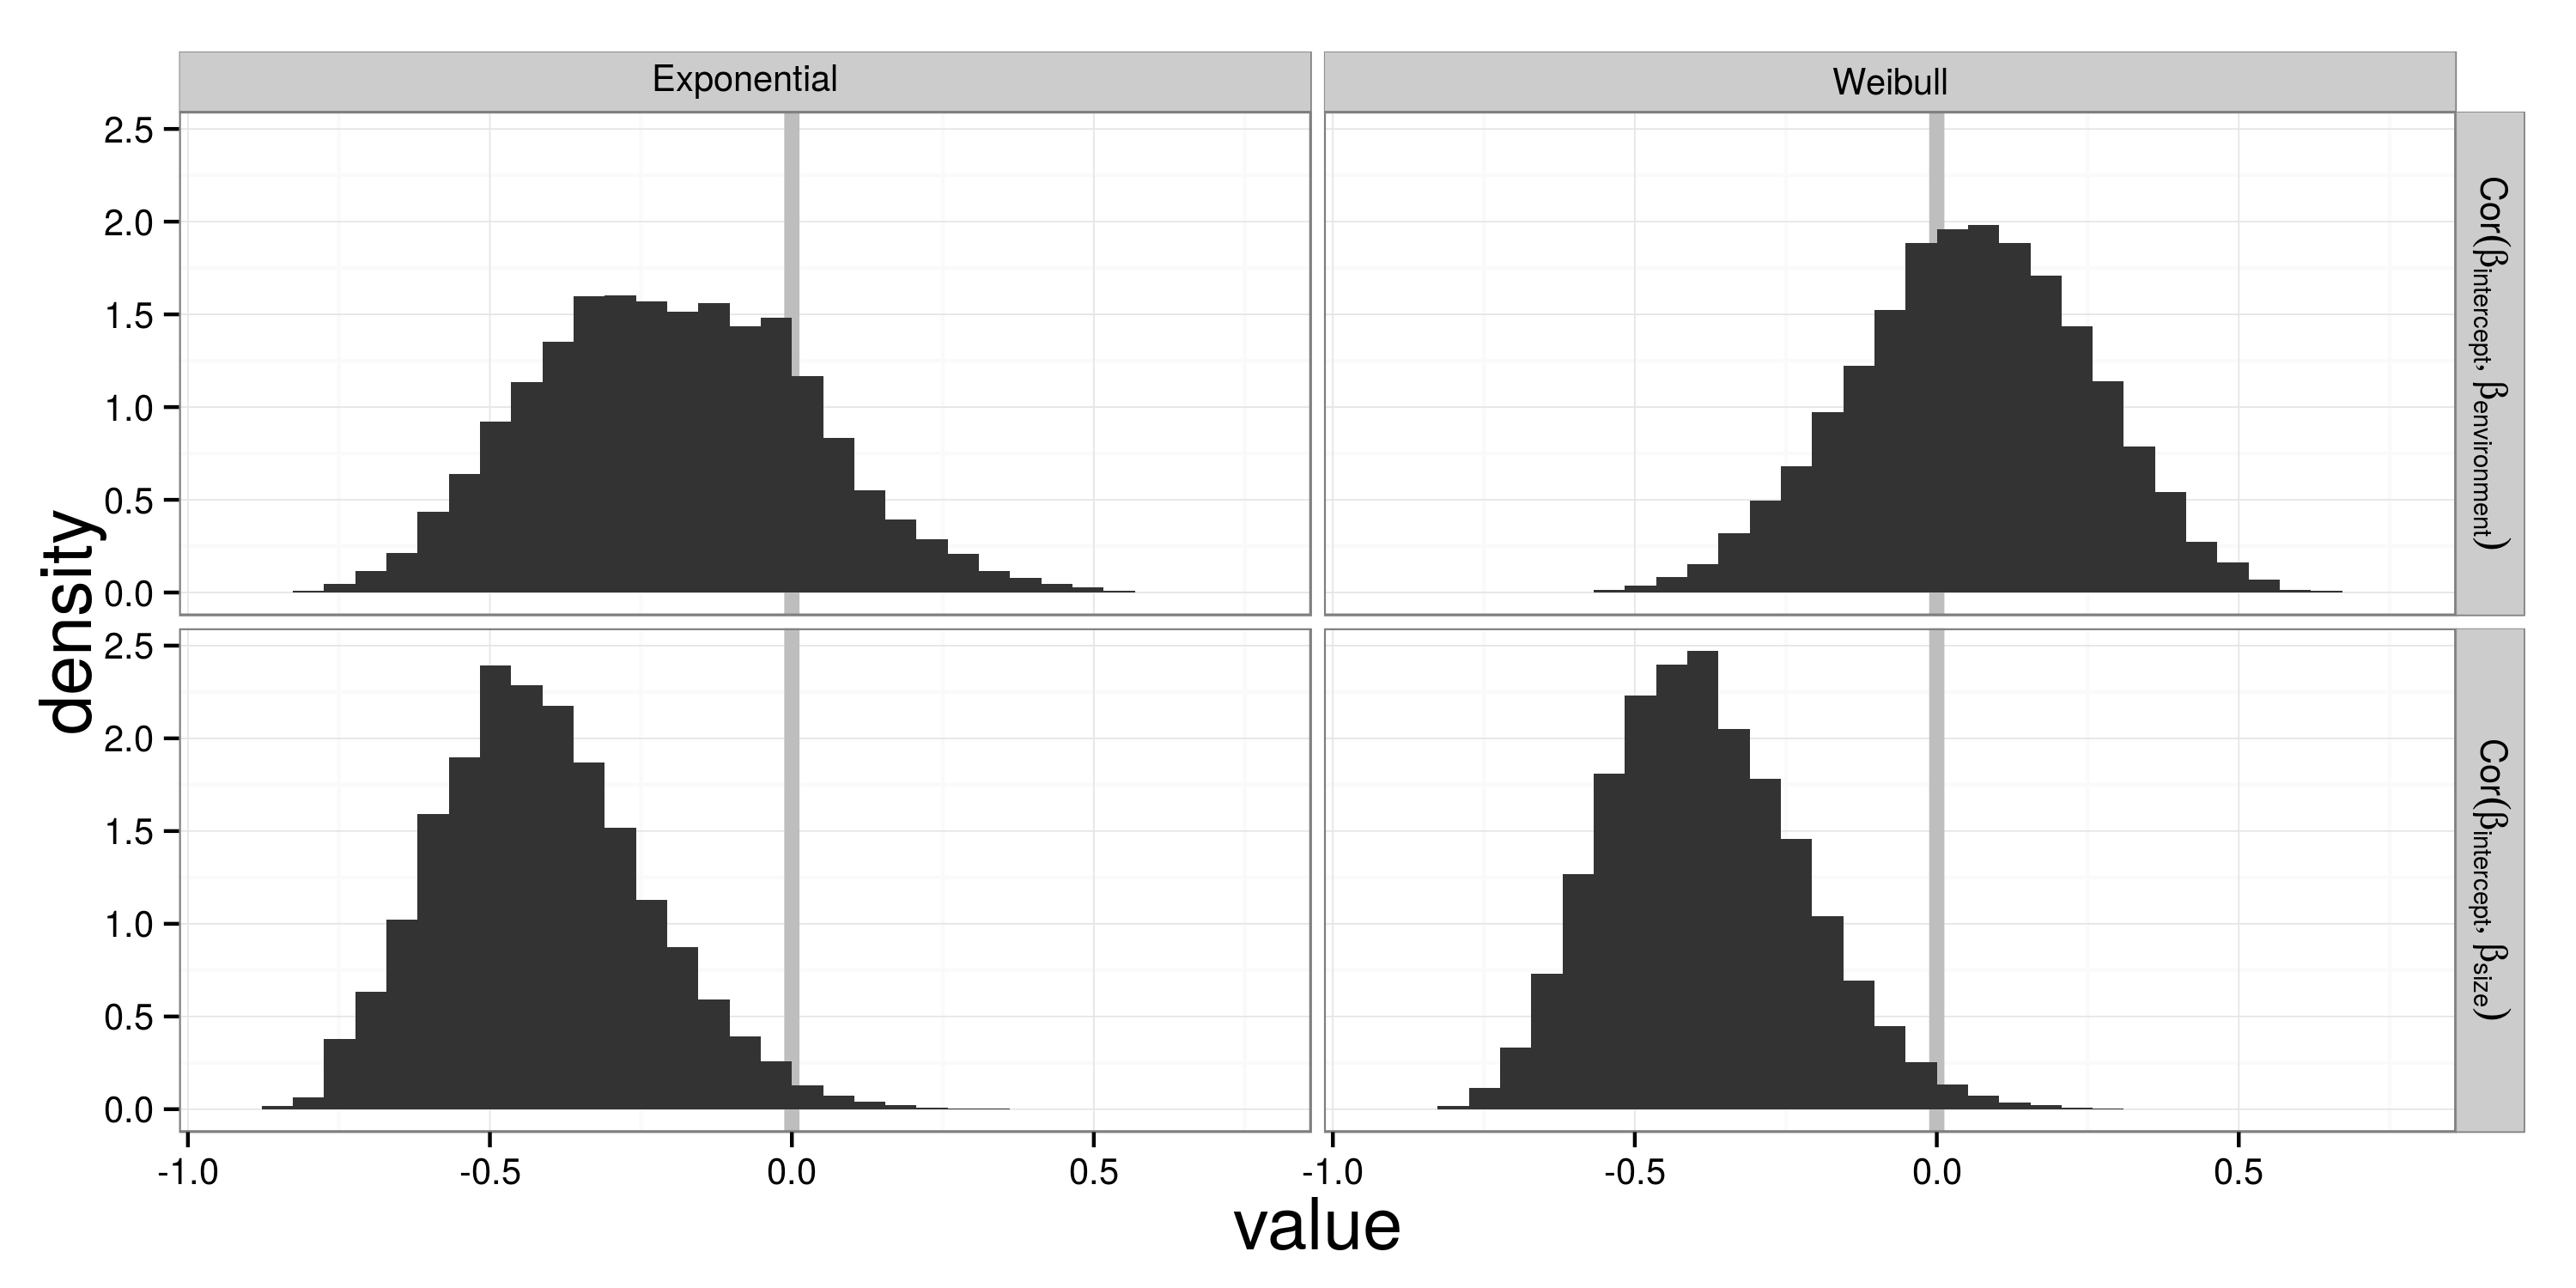 Exponential
Weibull
2.5
2.0
1.5
1.0
0.5
0.0
Cor(βintercept, βenvironment)
2.5
2.0
1.5
1.0
0.5
0.0
Cor(βintercept, βsize)
density
-1.0 -0.5 0.0 0.5
-1.0 -0.5 0.0 0.5
value